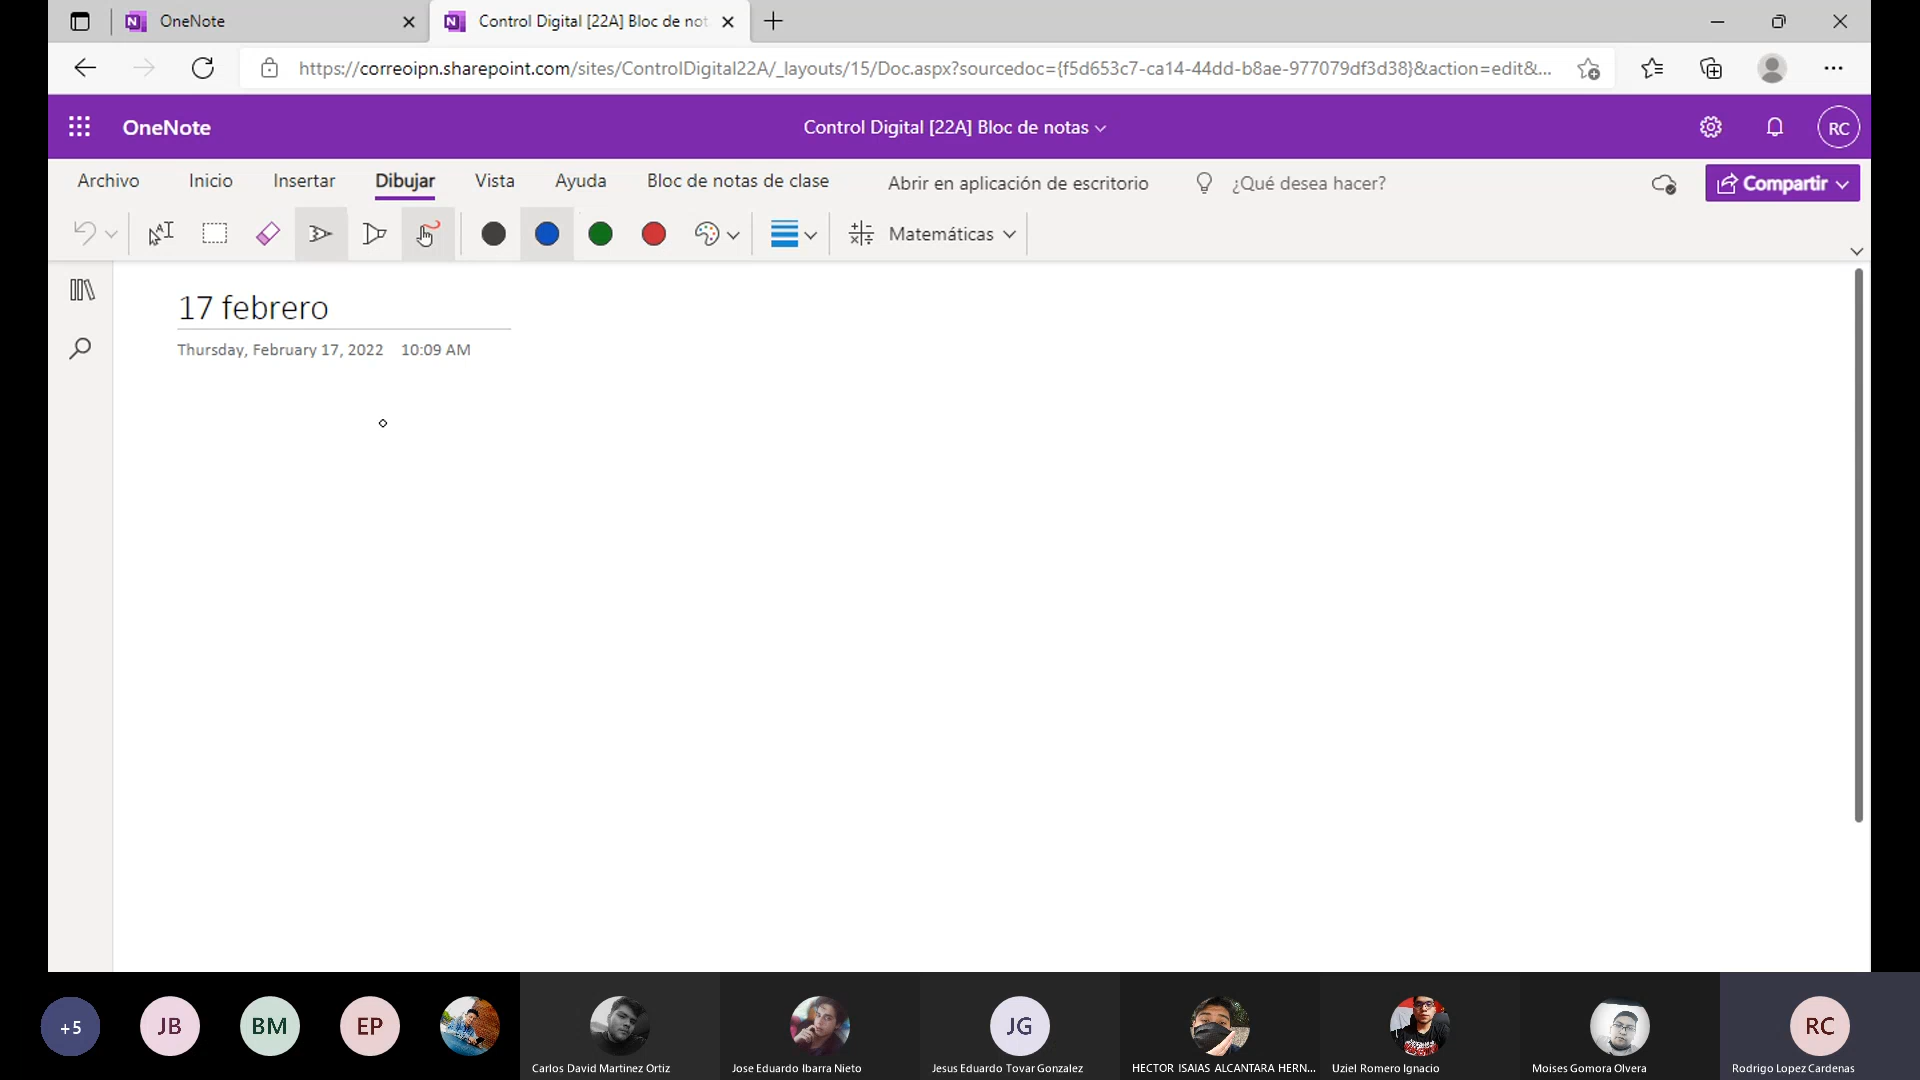 OneNote
Control Digital [22A] Bloc de not
https://correoipn.sharepoint.com/sites/ControlDigital22A/_layouts/15/Doc.aspx?sourcedoc={f5d653c7-ca14-44dd-b8ae-977079df3d38}&action=edit&...
OneNote
Control Digital [22A] Bloc de notas
RC
Archivo
Inicio
Insertar
Dibujar
Vista
Ayuda
Bloc de notas de clase
Abrir en aplicación de escritorio
¿Qué desea hacer?
Compartir
Matemáticas
17 febrero
Thursday, February 17, 2022 10:09 AM
+5
JB
BM
EP
JG
RC
Carlos David Martinez Ortiz
Jose Eduardo Ibarra Nieto
Jesus Eduardo Tovar Gonzalez
HECTOR ISAIAS ALCANTARA HERN...
Uziel Romero Ignacio
Moises Gomora Olvera
Rodrigo Lopez Cardenas